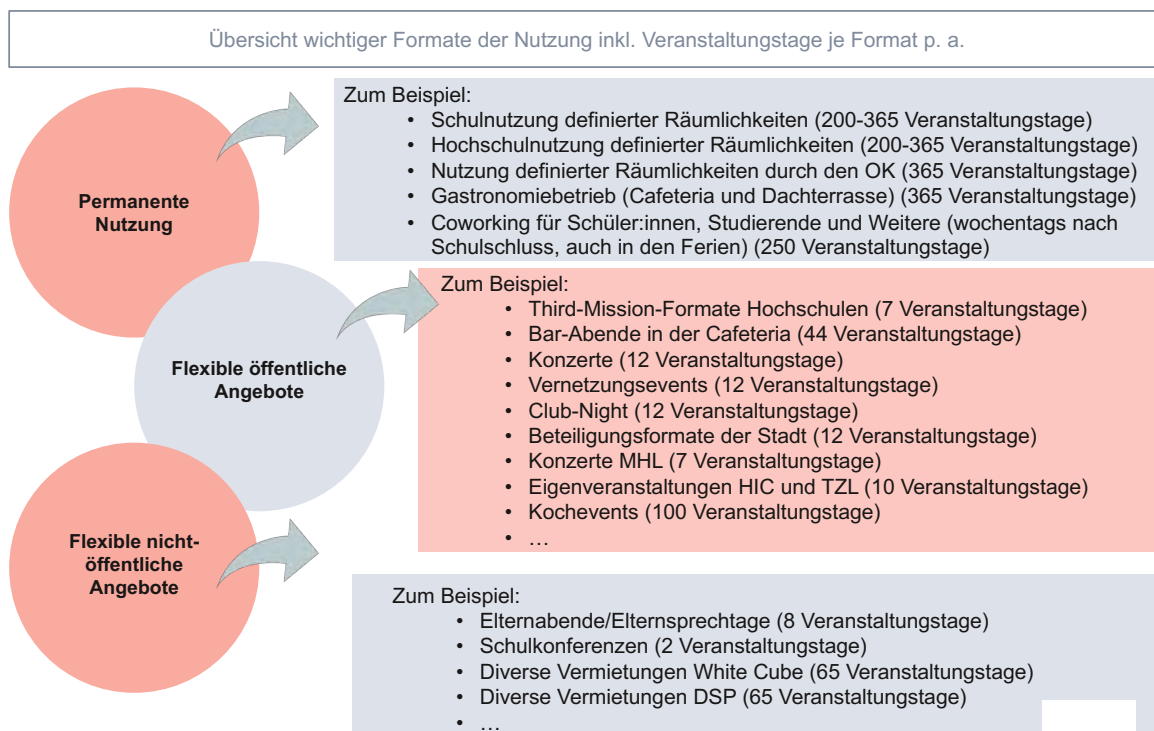 Übersicht wichtiger Formate der Nutzung inkl. Veranstaltungstage je Format p. a.
Permanente
Nutzung
Zum Beispiel:
• Schulnutzung definierter Räumlichkeiten (200-365 Veranstaltungstage)
• Hochschulnutzung definierter Räumlichkeiten (200-365 Veranstaltungstage)
• Nutzung definierter Räumlichkeiten durch den OK (365 Veranstaltungstage)
• Gastronomiebetrieb (Cafeteria und Dachterrasse) (365 Veranstaltungstage)
• Coworking für Schüler:innen, Studierende und Weitere (wochentags nach
Schulschluss, auch in den Ferien) (250 Veranstaltungstage)
Flexible öffentliche
Angebote
Zum Beispiel:
• Third-Mission-Formate Hochschulen (7 Veranstaltungstage)
• Bar-Abende in der Cafeteria (44 Veranstaltungstage)
• Konzerte (12 Veranstaltungstage)
• Vernetzungsevents (12 Veranstaltungstage)
• Club-Night (12 Veranstaltungstage)
• Beteiligungsformate der Stadt (12 Veranstaltungstage)
• Konzerte MHL (7 Veranstaltungstage)
• Eigenveranstaltungen HIC und TZL (10 Veranstaltungstage)
• Kochevents (100 Veranstaltungstage)
• …
Flexible nicht-
öffentliche
Angebote
Zum Beispiel:
• Elternabende/Elternsprechtage (8 Veranstaltungstage)
• Schulkonferenzen (2 Veranstaltungstage)
• Diverse Vermietungen White Cube (65 Veranstaltungstage)
• Diverse Vermietungen DSP (65 Veranstaltungstage)
• …